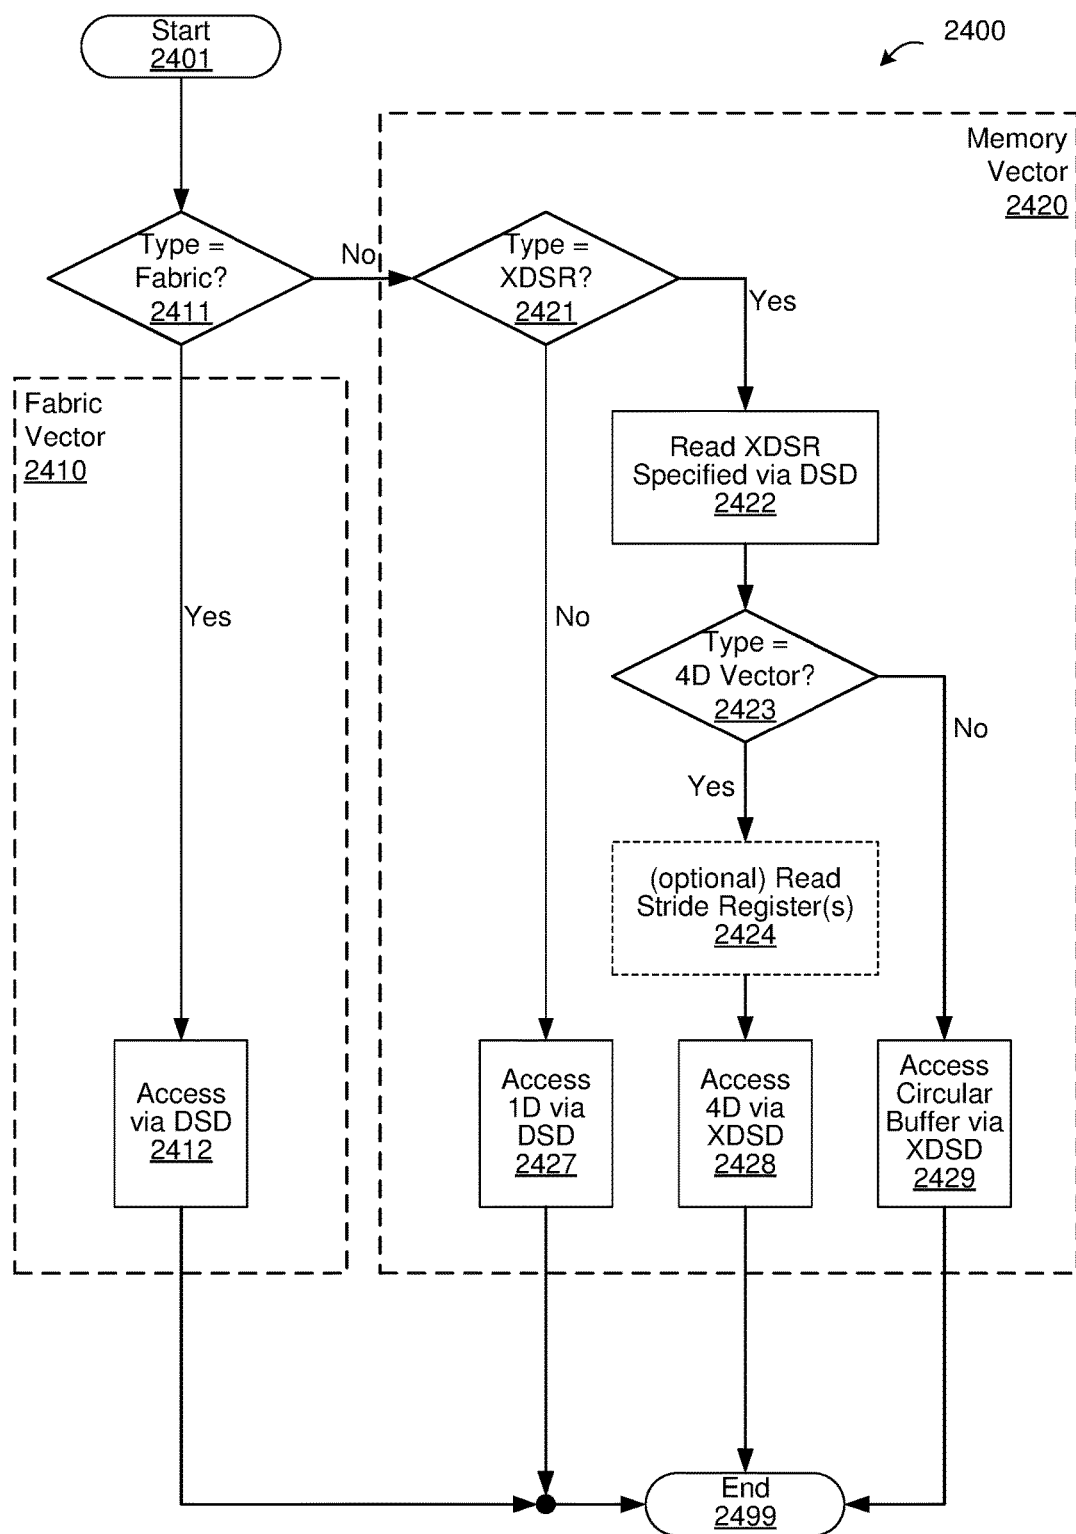 Start
2401
2400
Memory
Vector
2420
Type =
Fabric?
2411
No
Type =
XDSR?
2421
Yes
Fabric
Vector
2410
Read XDSR
Specified via DSD
2422
Yes
No
Type =
4D Vector?
2423
No
Yes
(optional) Read
Stride Register(s)
2424
Access
via DSD
2412
Access
1D via
DSD
2427
Access
4D via
XDSD
2428
Access
Circular
Buffer via
XDSD
2429
End
2499